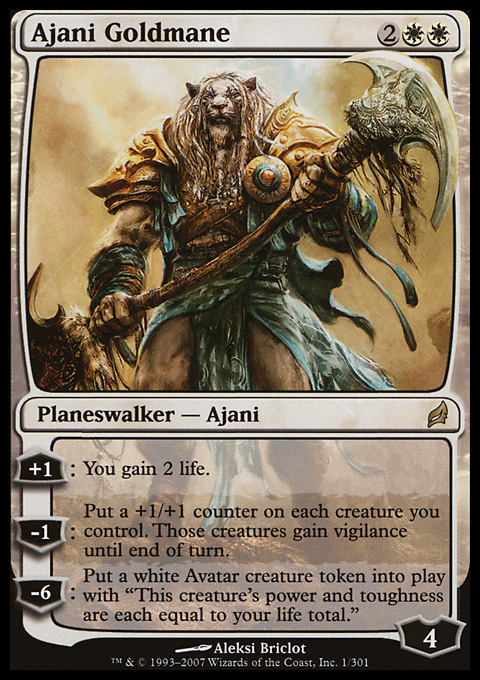 Ajani Goldmane 2
Planeswalker — Ajani
+1 : You gain 2 life.
Put a +1/+1 counter on each creature you
-1 : control. Those creatures gain vigilance
until end of turn.
Put a white Avatar creature token into play
-6 : with “This creature's power and toughness
are each equal to your life total.”
4
Aleksi Briclot
™ & © 1993–2007 Wizards of the Coast, Inc. 1/301